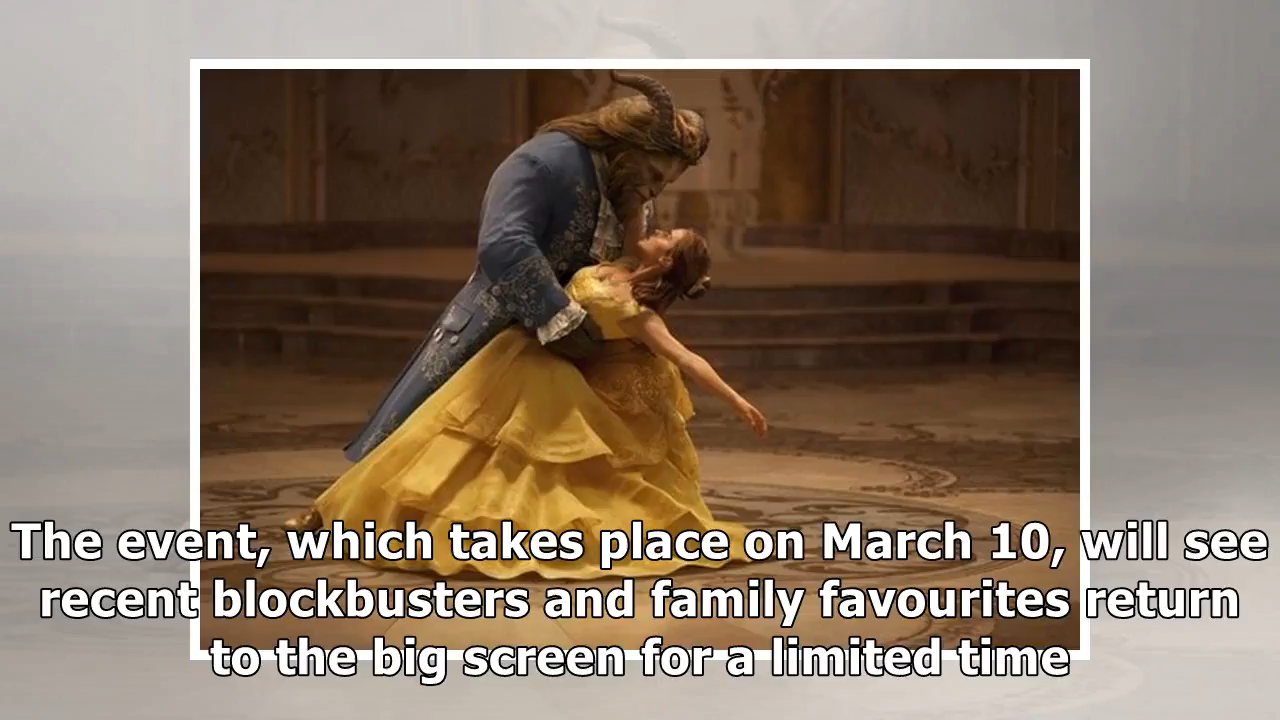 The event, which takes place on March 10, will see
recent blockbusters and family favourites return
to the big screen for a limited time